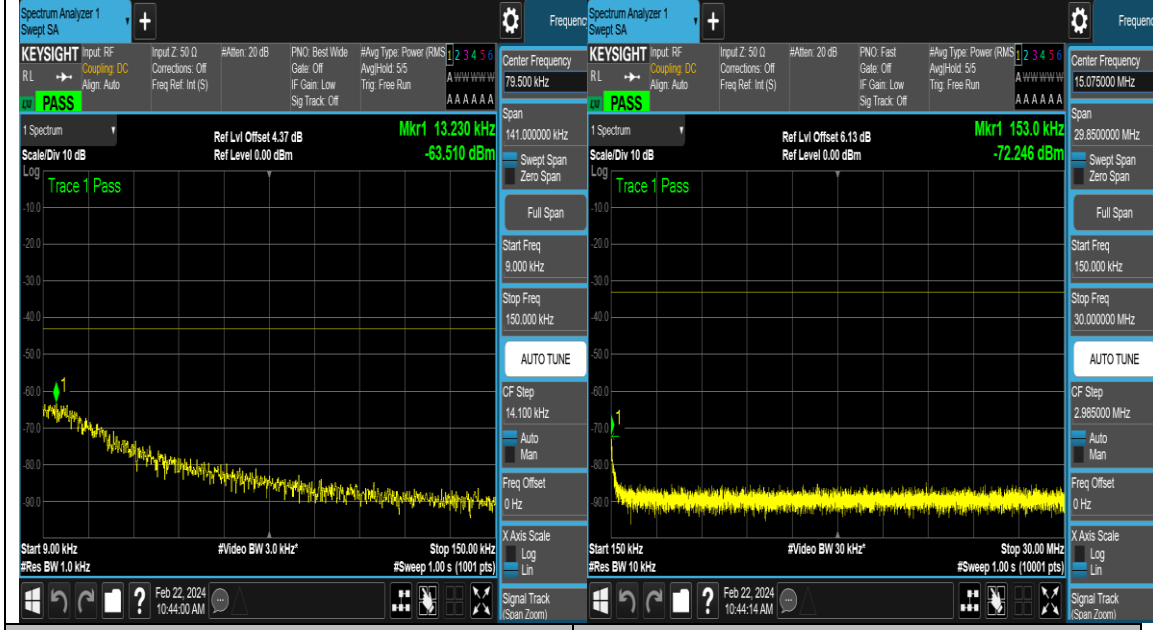 Spectrum Analyzer 1
Swept SA
+
Frequenc
KEYSIGHT
RL
LXI
PASS
Input: RF
Coupling: DC
Align: Auto
Input Z: 50 Ω
Corrections: Off
Freq Ref: Int (S)
#Atten: 20 dB
PNO: Best Wide
Gate: Off
IF Gain: Low
Sig Track: Off
#Avg Type: Power (RMS
Avg|Hold: 5/5
Trig: Free Run
1 2 3 4 5 6
A W W W W W
A A A A A A
1 Spectrum
Scale/Div 10 dB
Ref Lvl Offset 4.37 dB
Ref Level 0.00 dBm
Mkr1 13.230 kHz
-63.510 dBm
Log
Trace 1 Pass
-10.0
-20.0
-30.0
-40.0
-50.0
-60.0
-70.0
-80.0
-90.0
1
Start 9.00 kHz
#Res BW 1.0 kHz
#Video BW 3.0 kHz*
Stop 150.00 kHz
#Sweep 1.00 s (1001 pts)
?
Feb 22, 2024
10:44:00 AM
Center Frequency
79.500 kHz
Span
141.000000 kHz
Swept Span
Zero Span
Full Span
Start Freq
9.000 kHz
Stop Freq
150.000 kHz
AUTO TUNE
CF Step
14.100 kHz
Auto
Man
Freq Offset
0 Hz
X Axis Scale
Log
Lin
Signal Track
(Span Zoom)
Spectrum Analyzer 1
Swept SA
+
Frequenc
KEYSIGHT
RL
LXI
PASS
Input: RF
Coupling: DC
Align: Auto
Input Z: 50 Ω
Corrections: Off
Freq Ref: Int (S)
#Atten: 20 dB
PNO: Fast
Gate: Off
IF Gain: Low
Sig Track: Off
#Avg Type: Power (RMS
Avg|Hold: 5/5
Trig: Free Run
1 2 3 4 5 6
A W W W W W
A A A A A A
1 Spectrum
Scale/Div 10 dB
Ref Lvl Offset 6.13 dB
Ref Level 0.00 dBm
Mkr1 153.0 kHz
-72.246 dBm
Log
Trace 1 Pass
-10.0
-20.0
-30.0
-40.0
-50.0
-60.0
-70.0
-80.0
-90.0
1
Start 150 kHz
#Res BW 10 kHz
#Video BW 30 kHz*
Stop 30.00 MHz
#Sweep 1.00 s (10001 pts)
?
Feb 22, 2024
10:44:14 AM
Center Frequency
15.075000 MHz
Span
29.8500000 MHz
Swept Span
Zero Span
Full Span
Start Freq
150.000 kHz
Stop Freq
30.000000 MHz
AUTO TUNE
CF Step
2.985000 MHz
Auto
Man
Freq Offset
0 Hz
X Axis Scale
Log
Lin
Signal Track
(Span Zoom)